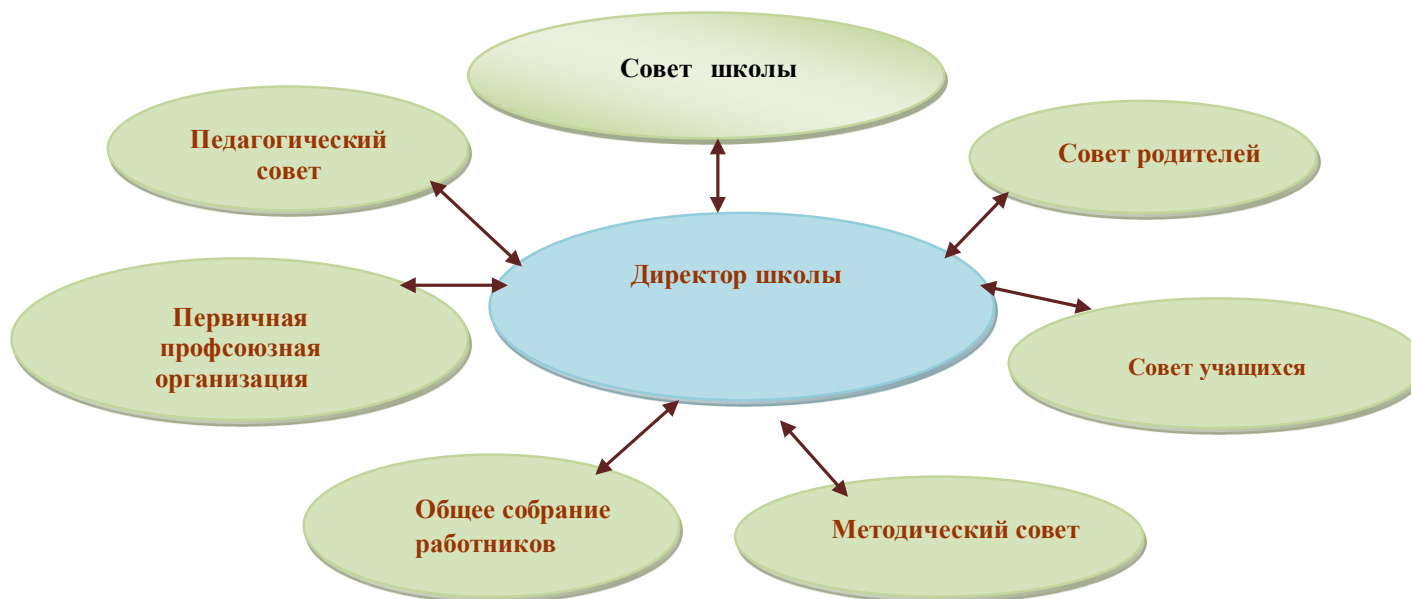 Совет школы
Педагогический
совет
Совет родителей
Директор школы
Первичная
профсоюзная
организация
Совет учащихся
Общее собрание
работников
Методический совет